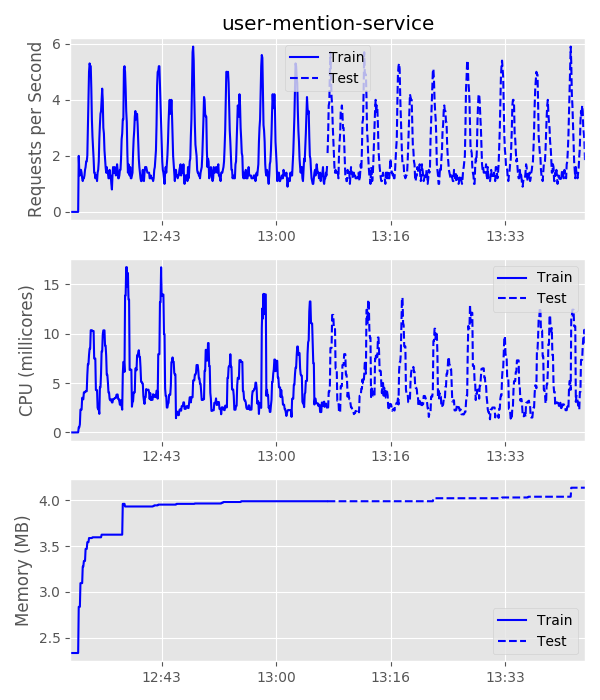 user-mention-service
Requests per Second
6
4
2
0
Train
Test
12:43
13:00
13:16
13:33
CPU (millicores)
15
10
5
0
Train
Test
12:43
13:00
13:16
13:33
Memory (MB)
4.0
3.5
3.0
2.5
Train
Test
12:43
13:00
13:16
13:33